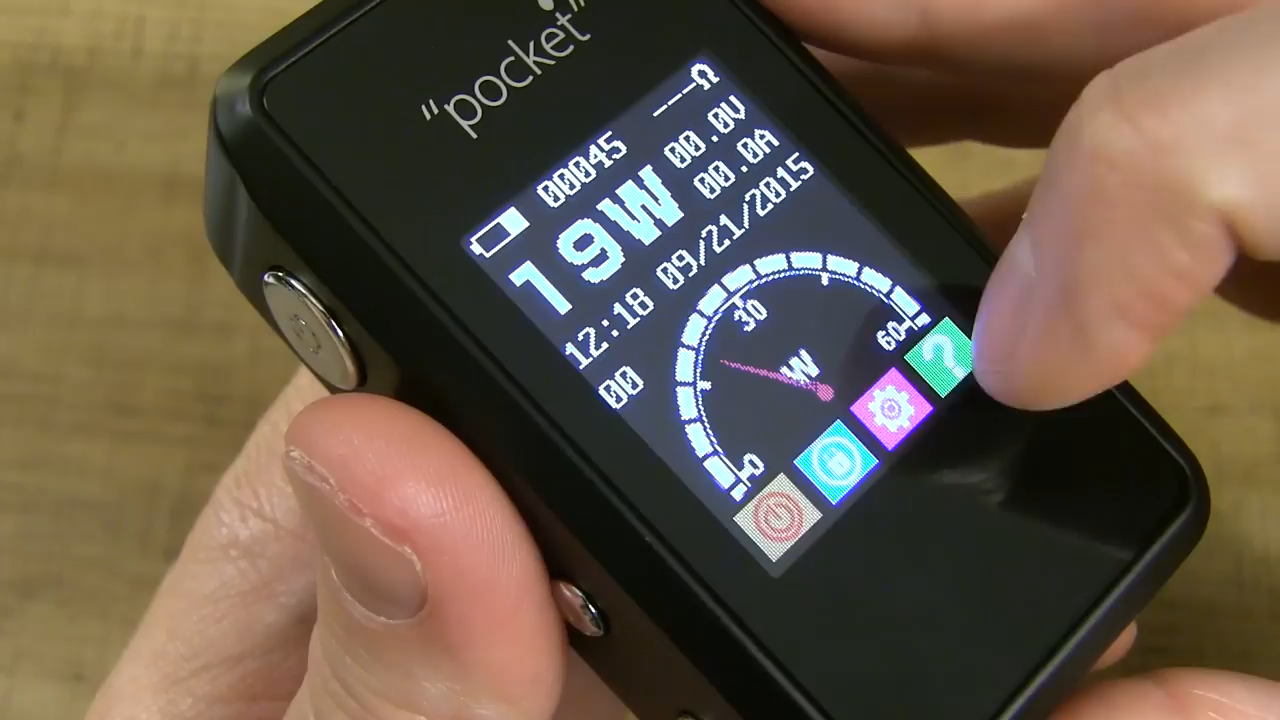 "pocket"
00045 ---Ω
19W 00.0V
00.0A
12:18 09/21/2015
00
0 30 60
W
?